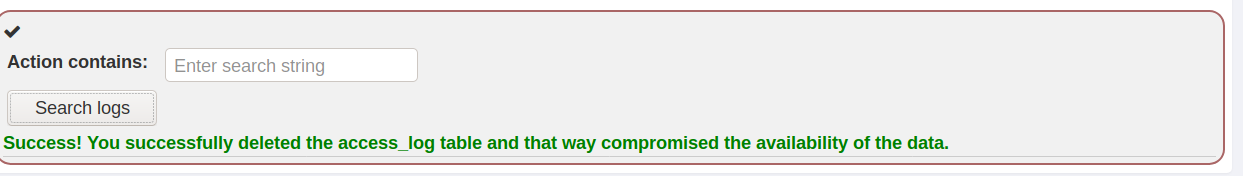 Action contains: Enter search string
Search logs
Success! You successfully deleted the access_log table and that way compromised the availability of the data.